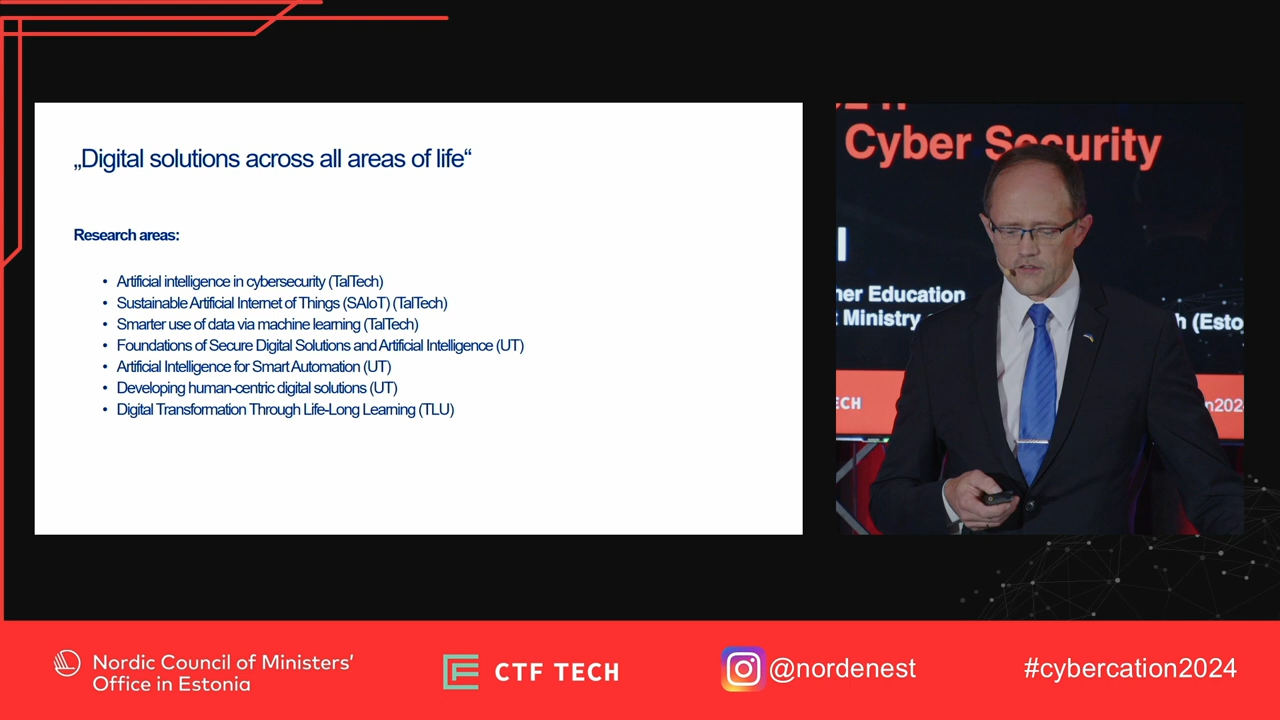 „Digital solutions across all areas of life“
Research areas:
• Artificial intelligence in cybersecurity (TalTech)
• Sustainable Artificial Internet of Things (SAIoT) (TalTech)
• Smarter use of data via machine learning (TalTech)
• Foundations of Secure Digital Solutions and Artificial Intelligence (UT)
• Artificial Intelligence for Smart Automation (UT)
• Developing human-centric digital solutions (UT)
• Digital Transformation Through Life-Long Learning (TLU)
Cyber Security
her Education
t Ministry h (Esto
ECH n202
Nordic Council of Ministers’
Office in Estonia
CTF TECH
@nordenest
#cybercation2024